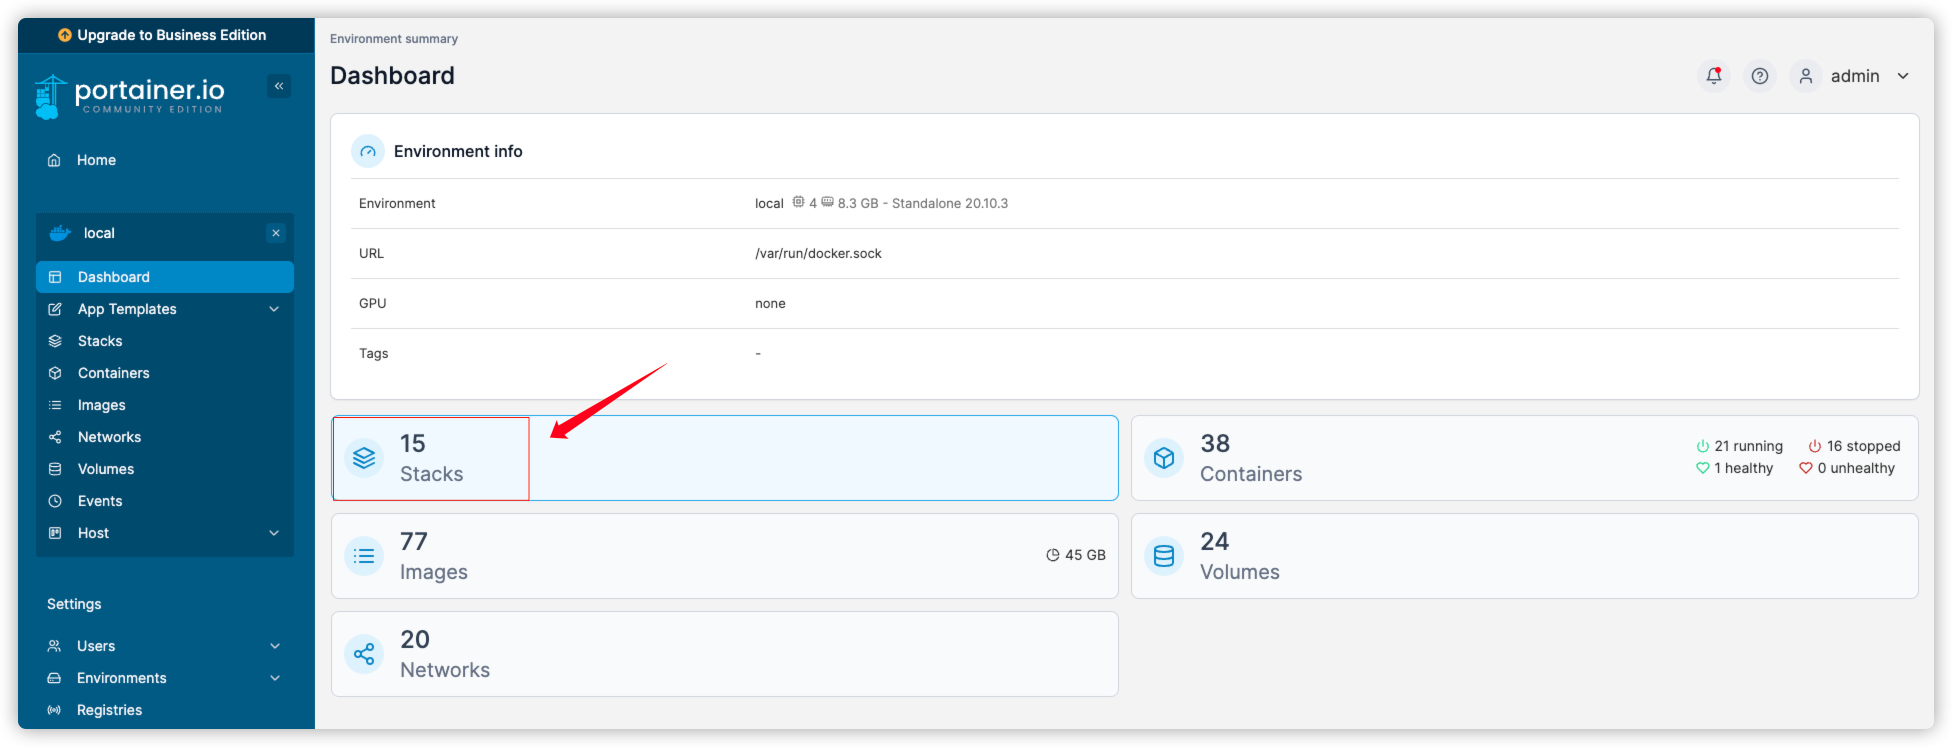 Upgrade to Business Edition
portainer.io
COMMUNITY EDITION
Home
local
Dashboard
App Templates
Stacks
Containers
Images
Networks
Volumes
Events
Host
Settings
Users
Environments
Registries
Environment summary
Dashboard
admin
Environment info
Environment local 4 8.3 GB - Standalone 20.10.3
URL /var/run/docker.sock
GPU none
Tags -
15
Stacks
38
Containers
21 running 16 stopped
1 healthy 0 unhealthy
77
Images
45 GB
24
Volumes
20
Networks